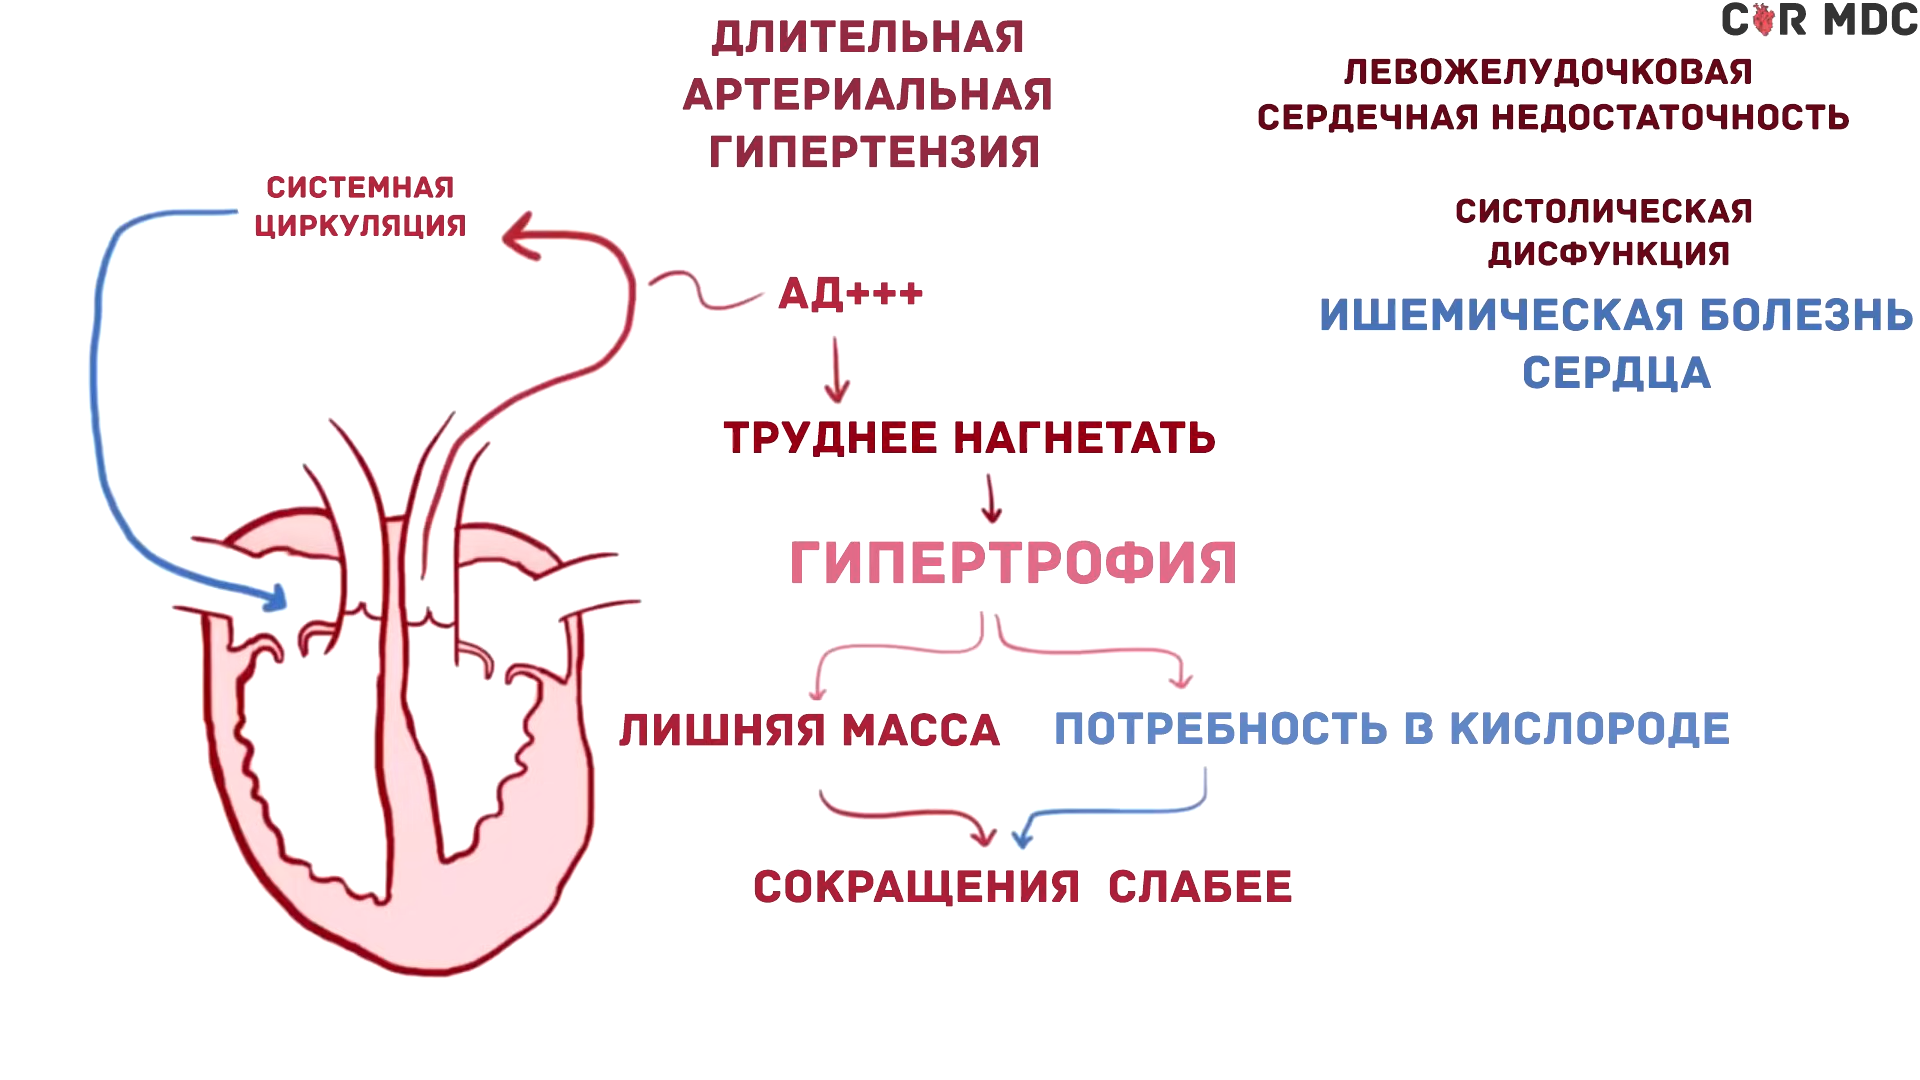 C R MDC
ДЛИТЕЛЬНАЯ
АРТЕРИАЛЬНАЯ
ГИПЕРТЕНЗИЯ
ЛЕВОЖЕЛУДОЧКОВАЯ
СЕРДЕЧНАЯ НЕДОСТАТОЧНОСТЬ
СИСТОЛИЧЕСКАЯ
ДИСФУНКЦИЯ
ИШЕМИЧЕСКАЯ БОЛЕЗНЬ
СЕРДЦА
СИСТЕМНАЯ
ЦИРКУЛЯЦИЯ
АД+++
ТРУДНЕЕ НАГНЕТАТЬ
ГИПЕРТРОФИЯ
ЛИШНЯЯ МАССА
ПОТРЕБНОСТЬ В КИСЛОРОДЕ
СОКРАЩЕНИЯ СЛАБЕЕ